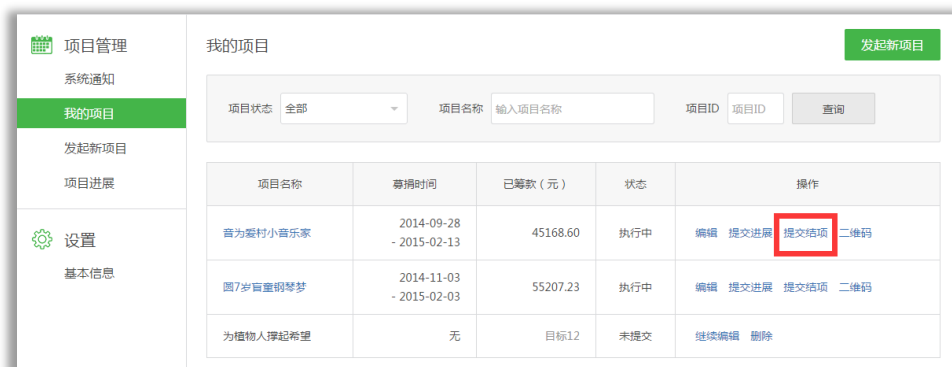 项目管理
系统通知
我的项目
发起新项目
项目进展
设置
基本信息
我的项目
发起新项目
项目状态 全部 项目名称 输入项目名称 项目ID 项目ID 查询
项目名称 募捐时间 已筹款（元） 状态 操作
音为爱村小音乐家 2014-09-28 - 2015-02-13 45168.60 执行中 编辑 提交进展 提交结项 二维码
圆7岁盲童钢琴梦 2014-11-03 - 2015-02-03 55207.23 执行中 编辑 提交进展 提交结项 二维码
为植物人撑起希望 无 目标12 未提交 继续编辑 删除